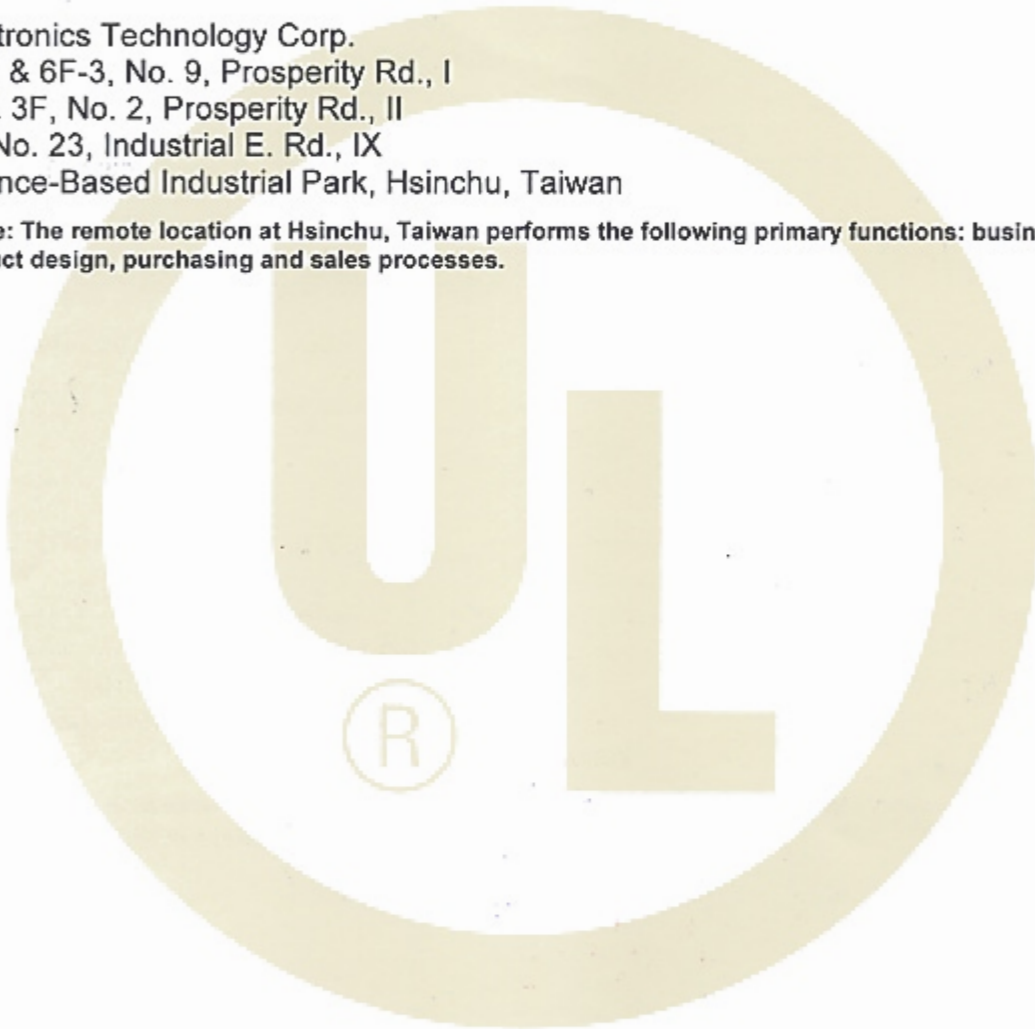 tronics Technology Corp.
& 6F-3, No. 9, Prosperity Rd., I
3F, No. 2, Prosperity Rd., II
No. 23, Industrial E. Rd., IX
nce-Based Industrial Park, Hsinchu, Taiwan
e: The remote location at Hsinchu, Taiwan performs the following primary functions: busin
ct design, purchasing and sales processes.
UL
®